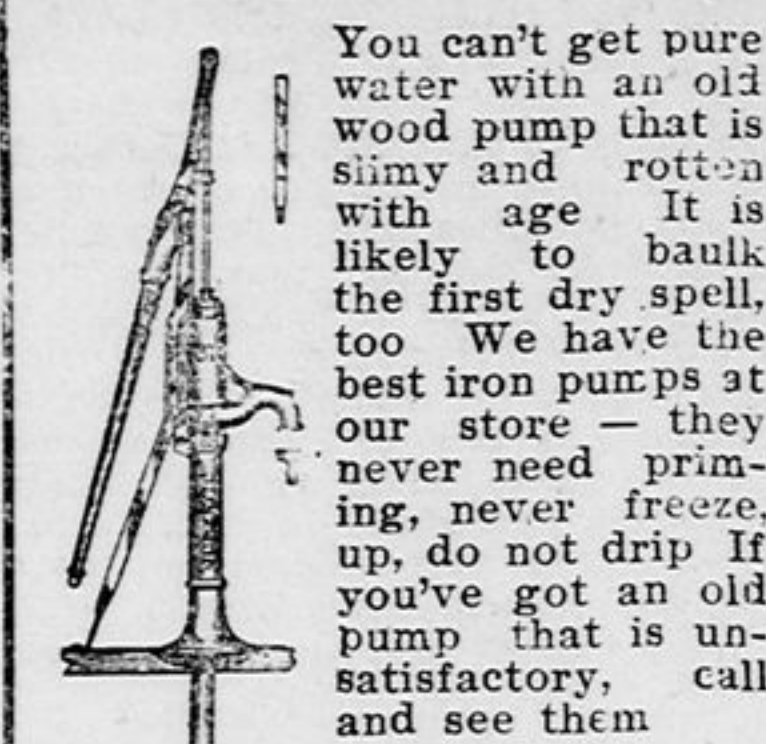 You can't get pure
water with an old
wood pump that is
slimy and rotten
with age It is
likely to baulk
the first dry spell,
too We have the
best iron pumps at
our store — they
never need prim-
ing, never freeze,
up, do not drip If
you've got an old
pump that is un-
satisfactory, call
and see them